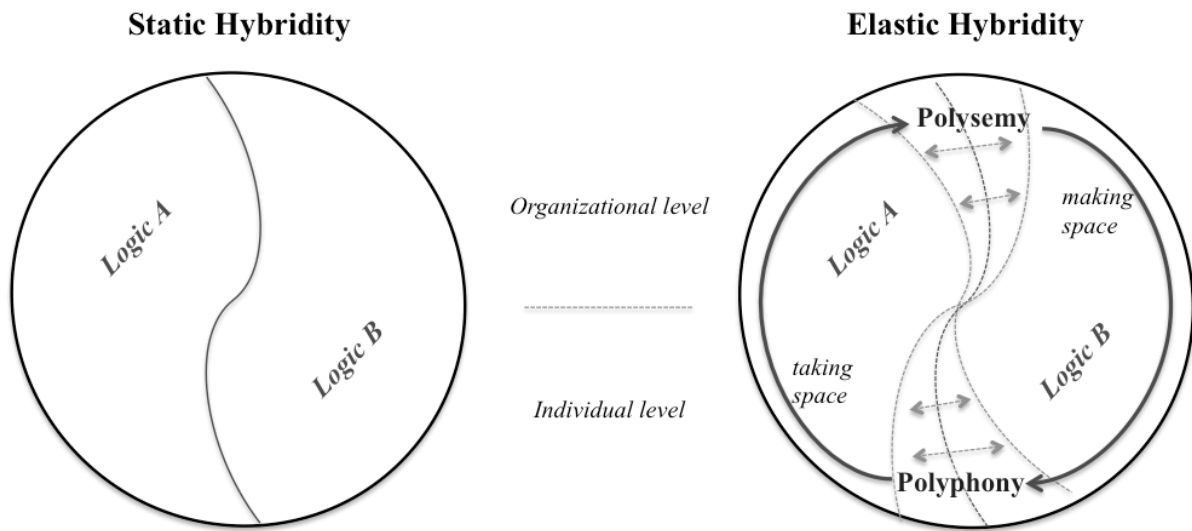 Static Hybridity
Logic A
Logic B
Organizational level
Individual level
Elastic Hybridity
Polysemy
making
space
Logic A
Logic B
taking
space
Polyphony